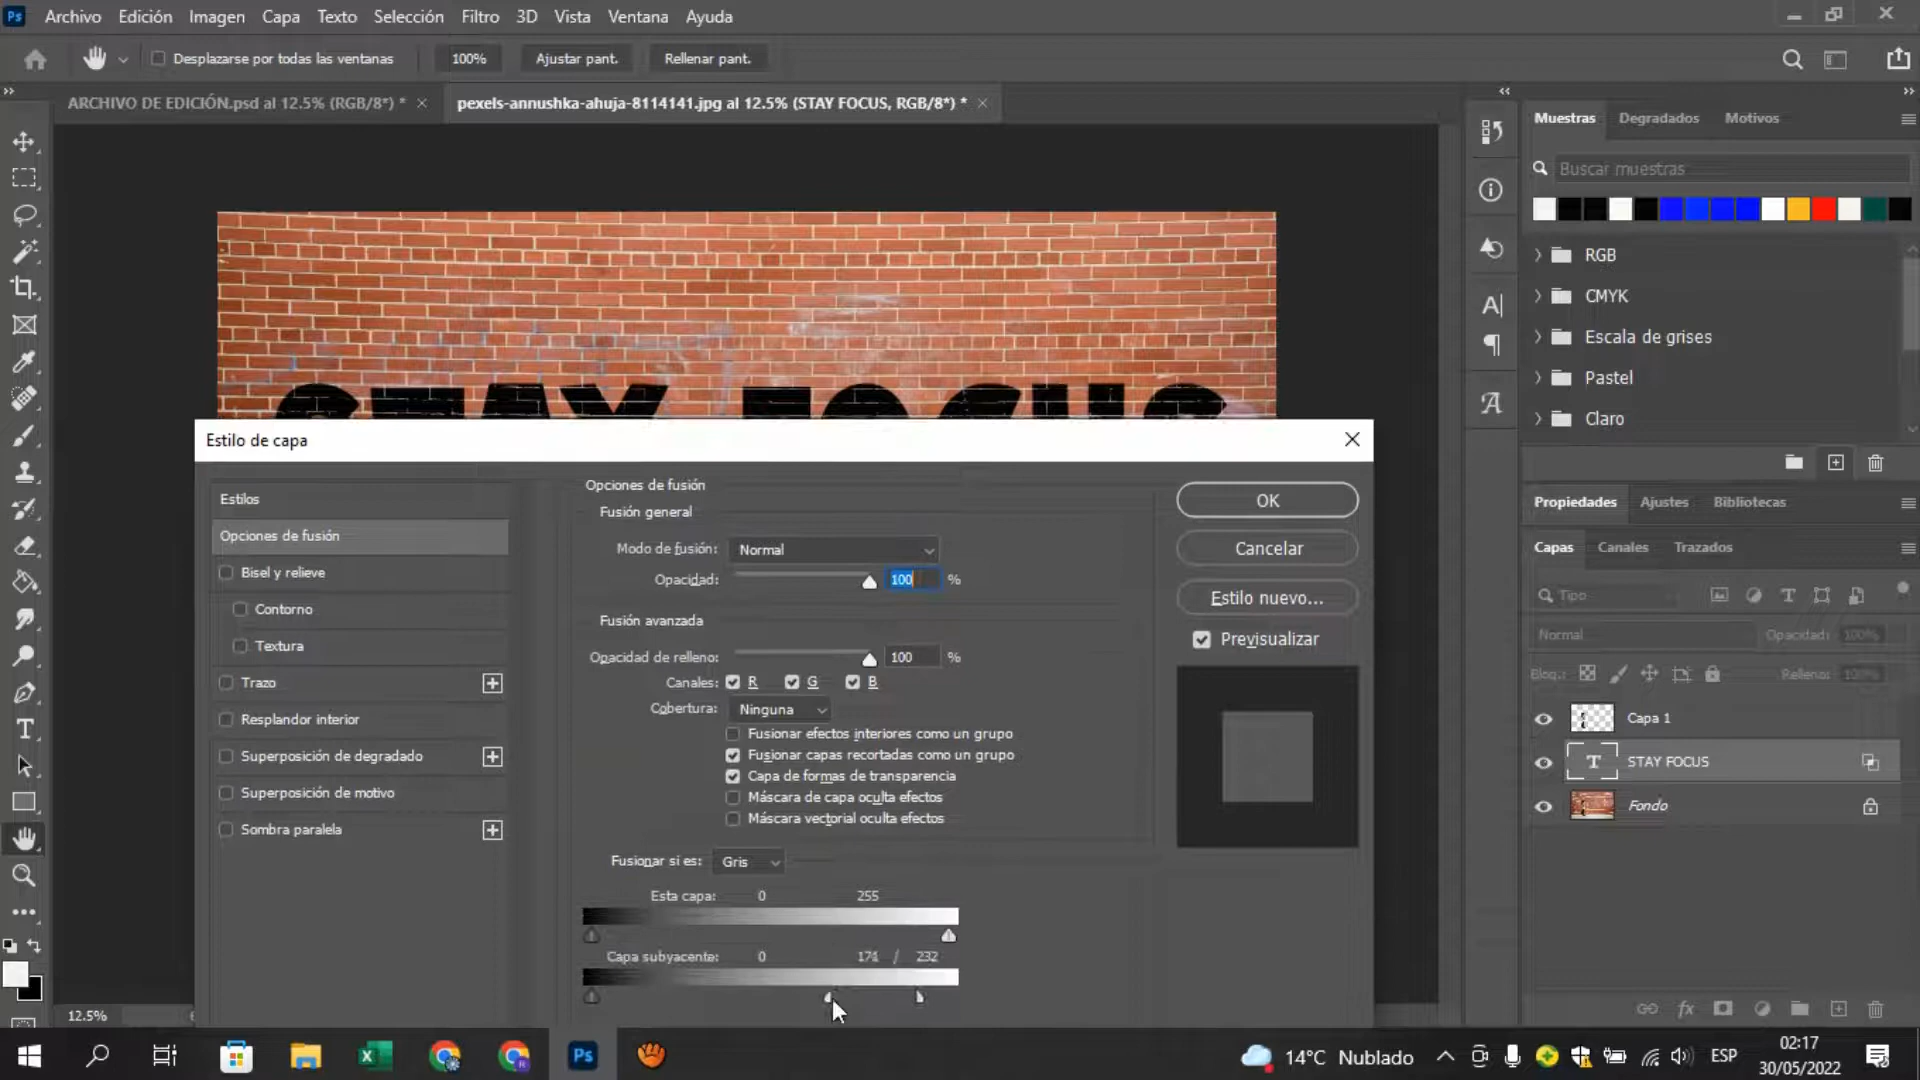 Ps Archivo Edición Imagen Capa Texto Selección Filtro 3D Vista Ventana Ayuda
Desplazarse por todas las ventanas 100% Ajustar pant. Rellenar pant.
ARCHIVO DE EDICIÓN.psd al 12.5% (RGB/8*) * pexels-annushka-ahuja-8114141.jpg al 12.5% (STAY FOCUS, RGB/8*) *
Muestras Degradados Motivos
Buscar muestras
RGB
CMYK
Escala de grises
Pastel
Claro
STAY FOCUS
Estilo de capa
Estilos
Opciones de fusión
Bisel y relieve
Contorno
Textura
Trazo
Resplandor interior
Superposición de degradado
Superposición de motivo
Sombra paralela
Opciones de fusión
Fusión general
Modo de fusión: Normal
Opacidad: 100 %
Fusión avanzada
Opacidad de relleno: 100 %
Canales: R G B
Cobertura: Ninguna
Fusionar efectos interiores como un grupo
Fusionar capas recortadas como un grupo
Capa de formas de transparencia
Máscara de capa oculta efectos
Máscara vectorial oculta efectos
Fusionar si es: Gris
Esta capa: 0 255
Capa subyacente: 0 174 / 232
OK
Cancelar
Estilo nuevo...
Previsualizar
Propiedades Ajustes Bibliotecas
Capas Canales Trazados
Tipo
Normal Opacidad: 100%
Bloq.: Relleno: 100%
Capa 1
STAY FOCUS
Fondo
12.5%
Ps
14°C Nublado ESP
02:17
30/05/2022